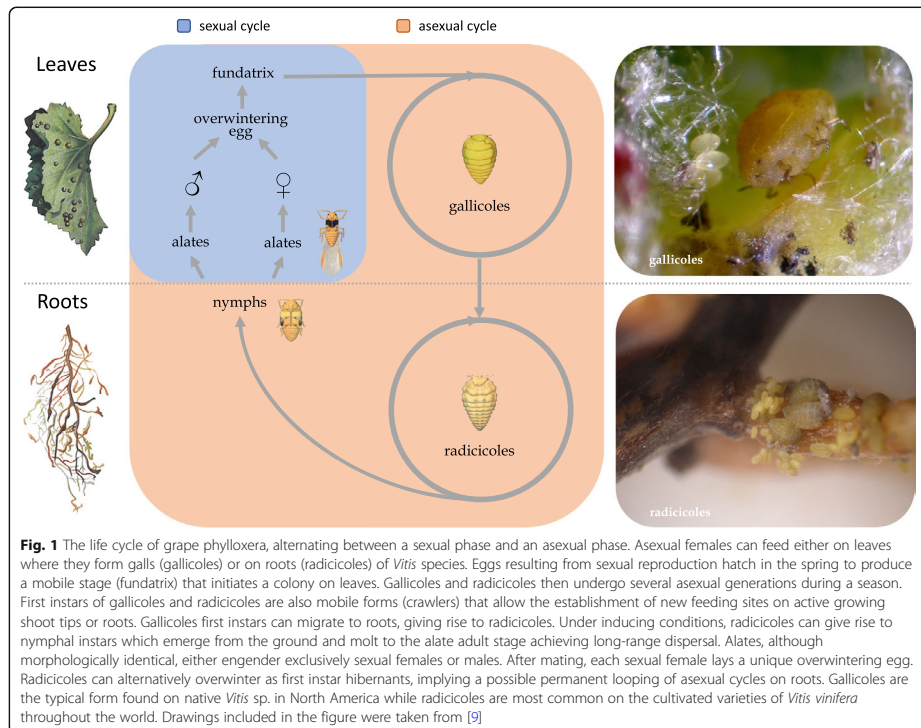 sexual cycle
asexual cycle
Leaves
fundatrix
overwintering
egg
♂
♀
gallicoles
alates
alates
gallicoles
Roots
nymphs
radicicoles
radicicoles
Fig. 1 The life cycle of grape phylloxera, alternating between a sexual phase and an asexual phase. Asexual females can feed either on leaves
where they form galls (gallicoles) or on roots (radicicoles) of Vitis species. Eggs resulting from sexual reproduction hatch in the spring to produce
a mobile stage (fundatrix) that initiates a colony on leaves. Gallicoles and radicicoles then undergo several asexual generations during a season.
First instars of gallicoles and radicicoles are also mobile forms (crawlers) that allow the establishment of new feeding sites on active growing
shoot tips or roots. Gallicoles first instars can migrate to roots, giving rise to radicicoles. Under inducing conditions, radicicoles can give rise to
nymphal instars which emerge from the ground and molt to the alate adult stage achieving long-range dispersal. Alates, although
morphologically identical, either engender exclusively sexual females or males. After mating, each sexual female lays a unique overwintering egg.
Radicicoles can alternatively overwinter as first instar hibernants, implying a possible permanent looping of asexual cycles on roots. Gallicoles are
the typical form found on native Vitis sp. in North America while radicicoles are most common on the cultivated varieties of Vitis vinifera
throughout the world. Drawings included in the figure were taken from [9]